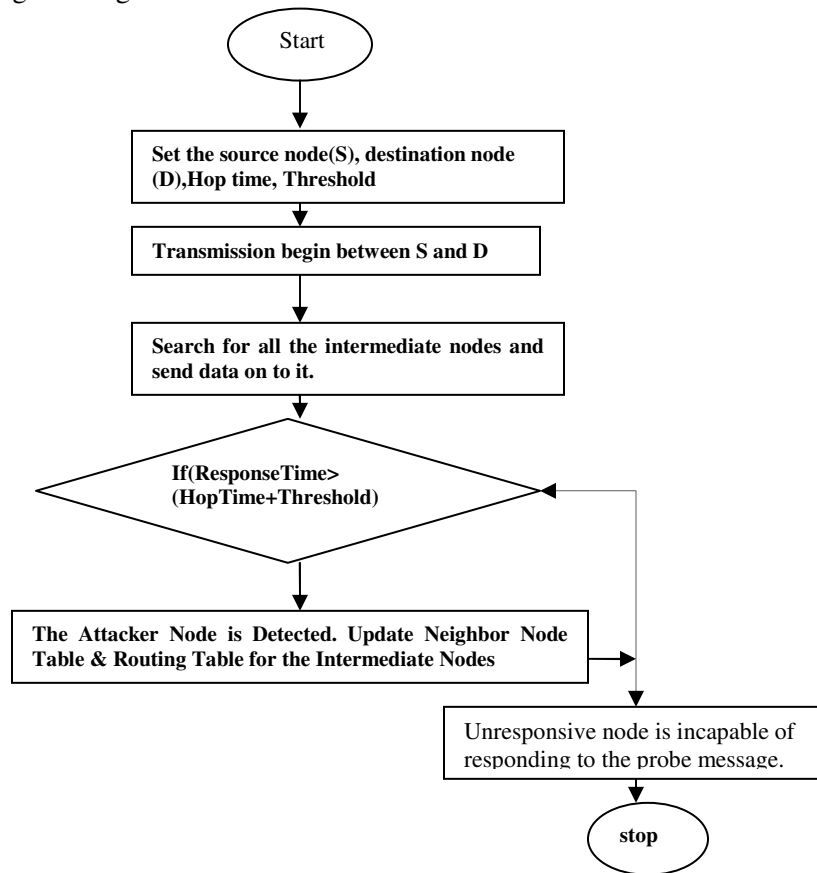 Start
Set the source node(S), destination node
(D),Hop time, Threshold
Transmission begin between S and D
Search for all the intermediate nodes and
send data on to it.
If(ResponseTime>
(HopTime+Threshold)
The Attacker Node is Detected. Update Neighbor Node
Table & Routing Table for the Intermediate Nodes
Unresponsive node is incapable of
responding to the probe message.
stop